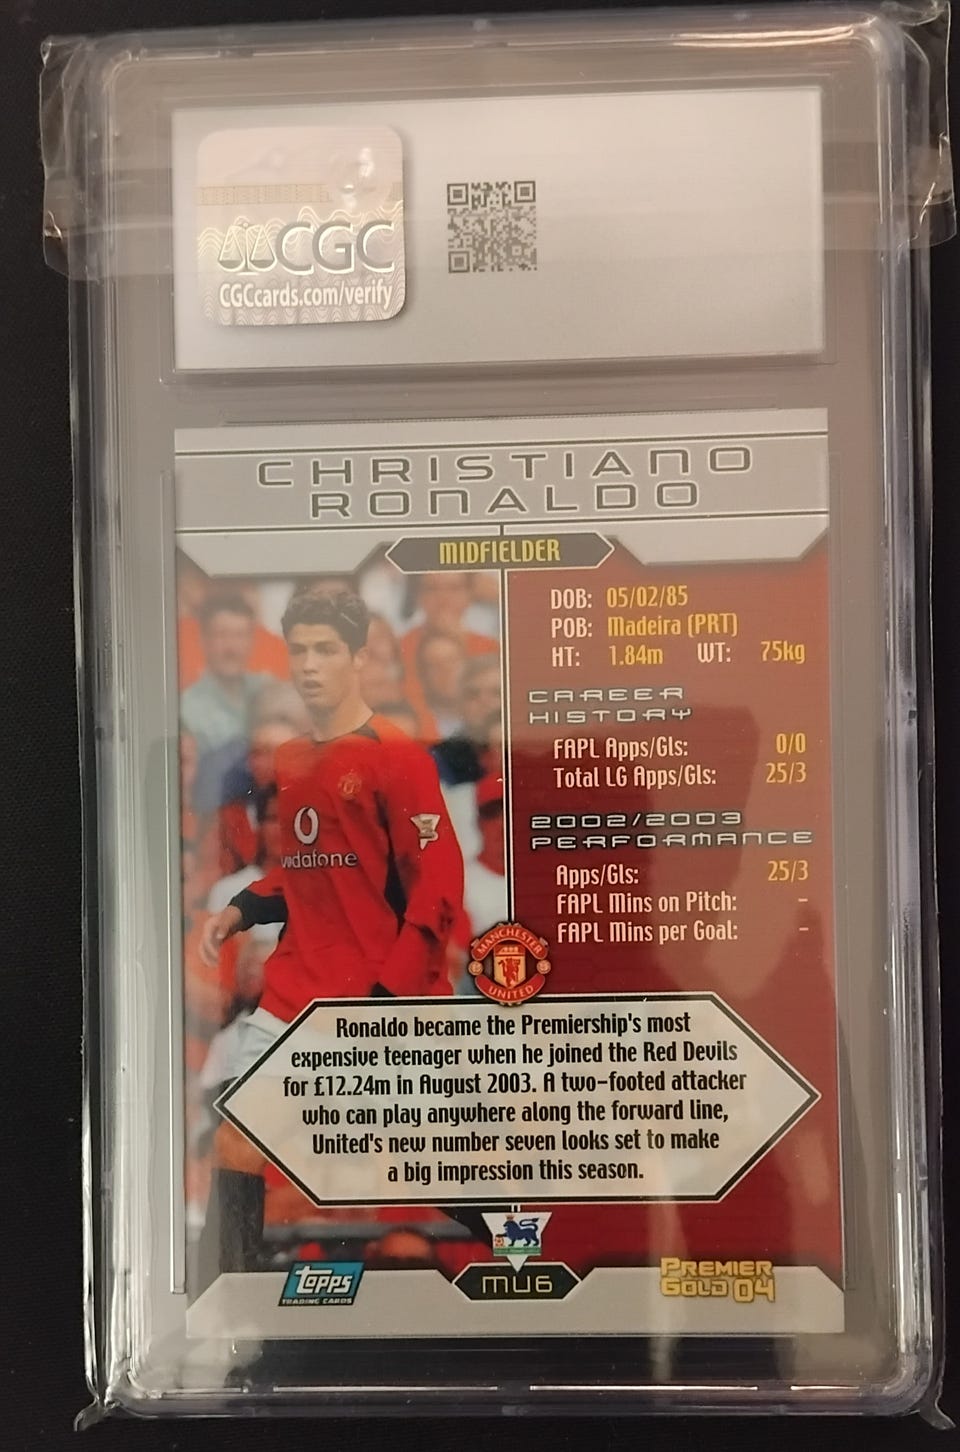 CGC
CGCcards.com/verify
CHRISTIANO
RONALDO
MIDFIELDER
DOB: 05/02/85
POB: Madeira (PRT)
HT: 1.84m WT: 75kg
CAREER
HISTORY
FAPL Apps/Gls: 0/0
Total LG Apps/Gls: 25/3
2002/2003
PERFORMANCE
Apps/Gls: 25/3
FAPL Mins on Pitch: -
FAPL Mins per Goal: -
vodafone
MANCHESTER
UNITED
Ronaldo became the Premiership's most
expensive teenager when he joined the Red Devils
for £12.24m in August 2003. A two-footed attacker
who can play anywhere along the forward line,
United's new number seven looks set to make
a big impression this season.
Topps
TRADING CARDS
MU6
PREMIER
GOLD 04